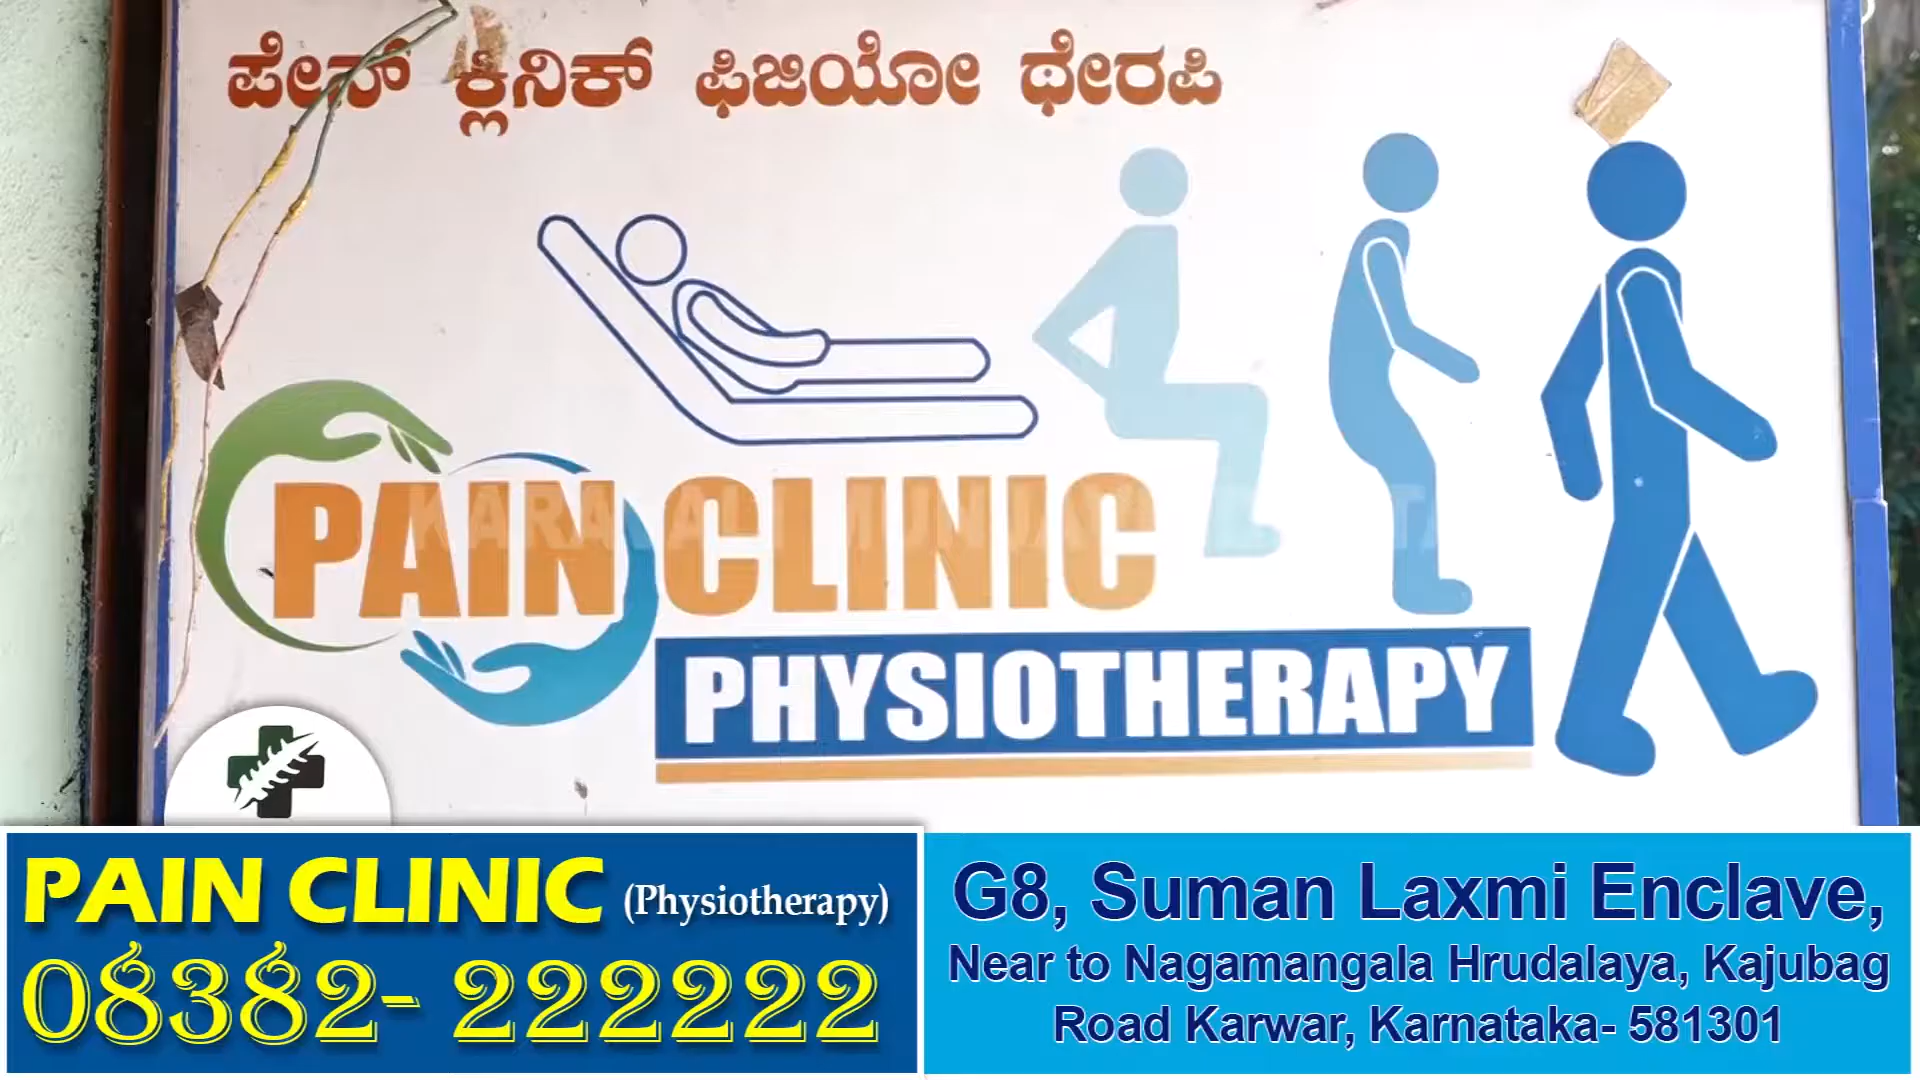 ಪೇನ್ ಕ್ಲಿನಿಕ್ ಫಿಜಿಯೋ ಥೇರಪಿ
PAIN CLINIC
PHYSIOTHERAPY
PAIN CLINIC (Physiotherapy)
08382- 222222
G8, Suman Laxmi Enclave,
Near to Nagamangala Hrudalaya, Kajubag
Road Karwar, Karnataka- 581301